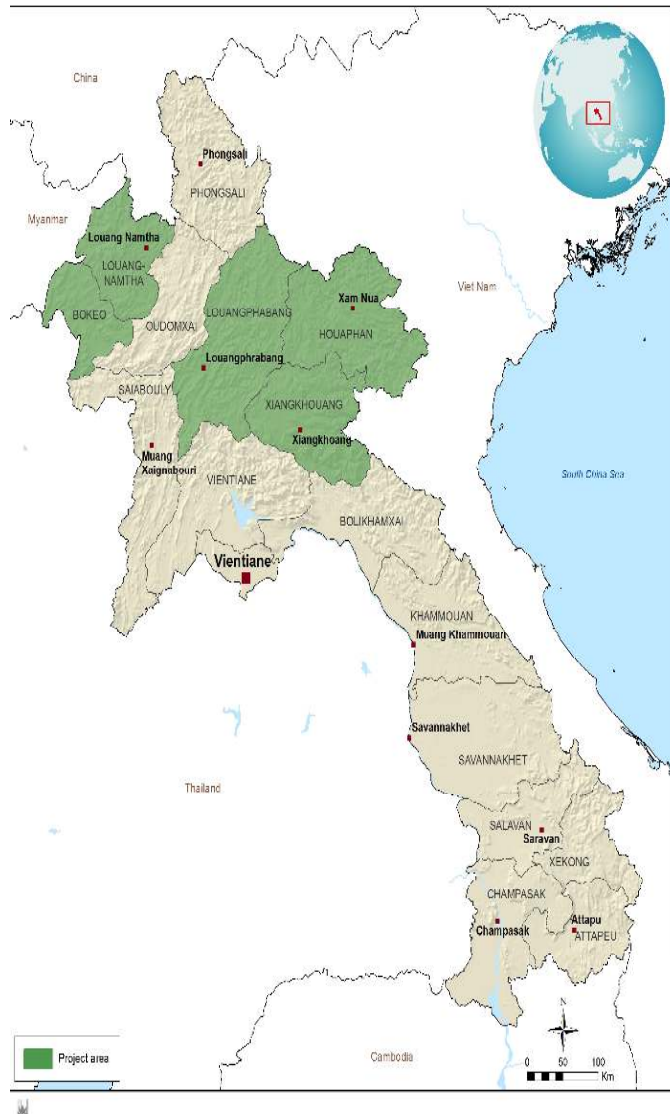 China
Phongsali
PHONGSALI
Myanmar
Louang Namtha
LOUANG-
NAMTHA
BOKEO
OUDOMXAI
LOUANGPHABANG
Xam Nua
HOUAPHAN
Viet Nam
Louangphrabang
SAIABOULY
XIANGKHOUANG
Xiangkhoang
Muang
Xaignabouri
VIENTIANE
South China Sea
BOLIKHAMXAI
Vientiane
KHAMMOUAN
Muang Khammouan
Savannakhet
SAVANNAKHET
Thailand
SALAVAN
Saravan
XEKONG
CHAMPASAK
Champasak
Attapu
ATTAPEU
N
Project area
Cambodia
0 50 100
Km